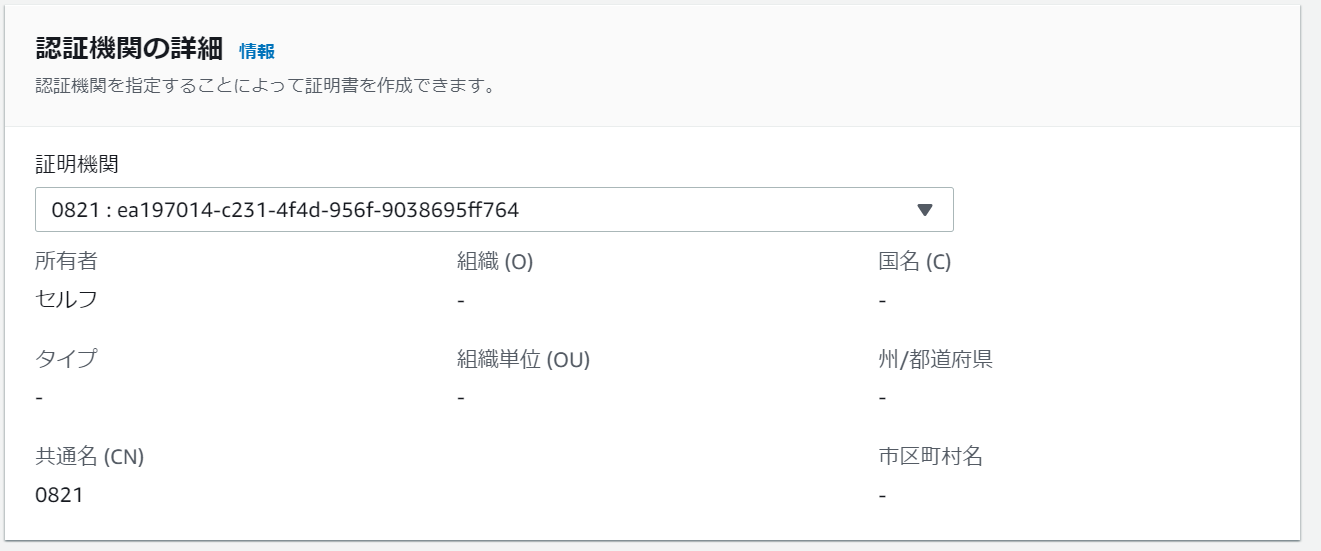 認証機関の詳細 情報
認証機関を指定することによって証明書を作成できます。
証明機関
0821 : ea197014-c231-4f4d-956f-9038695ff764
所有者 組織 (O) 国名 (C)
セルフ - -
タイプ 組織単位 (OU) 州/都道府県
- - -
共通名 (CN) 市区町村名
0821 -